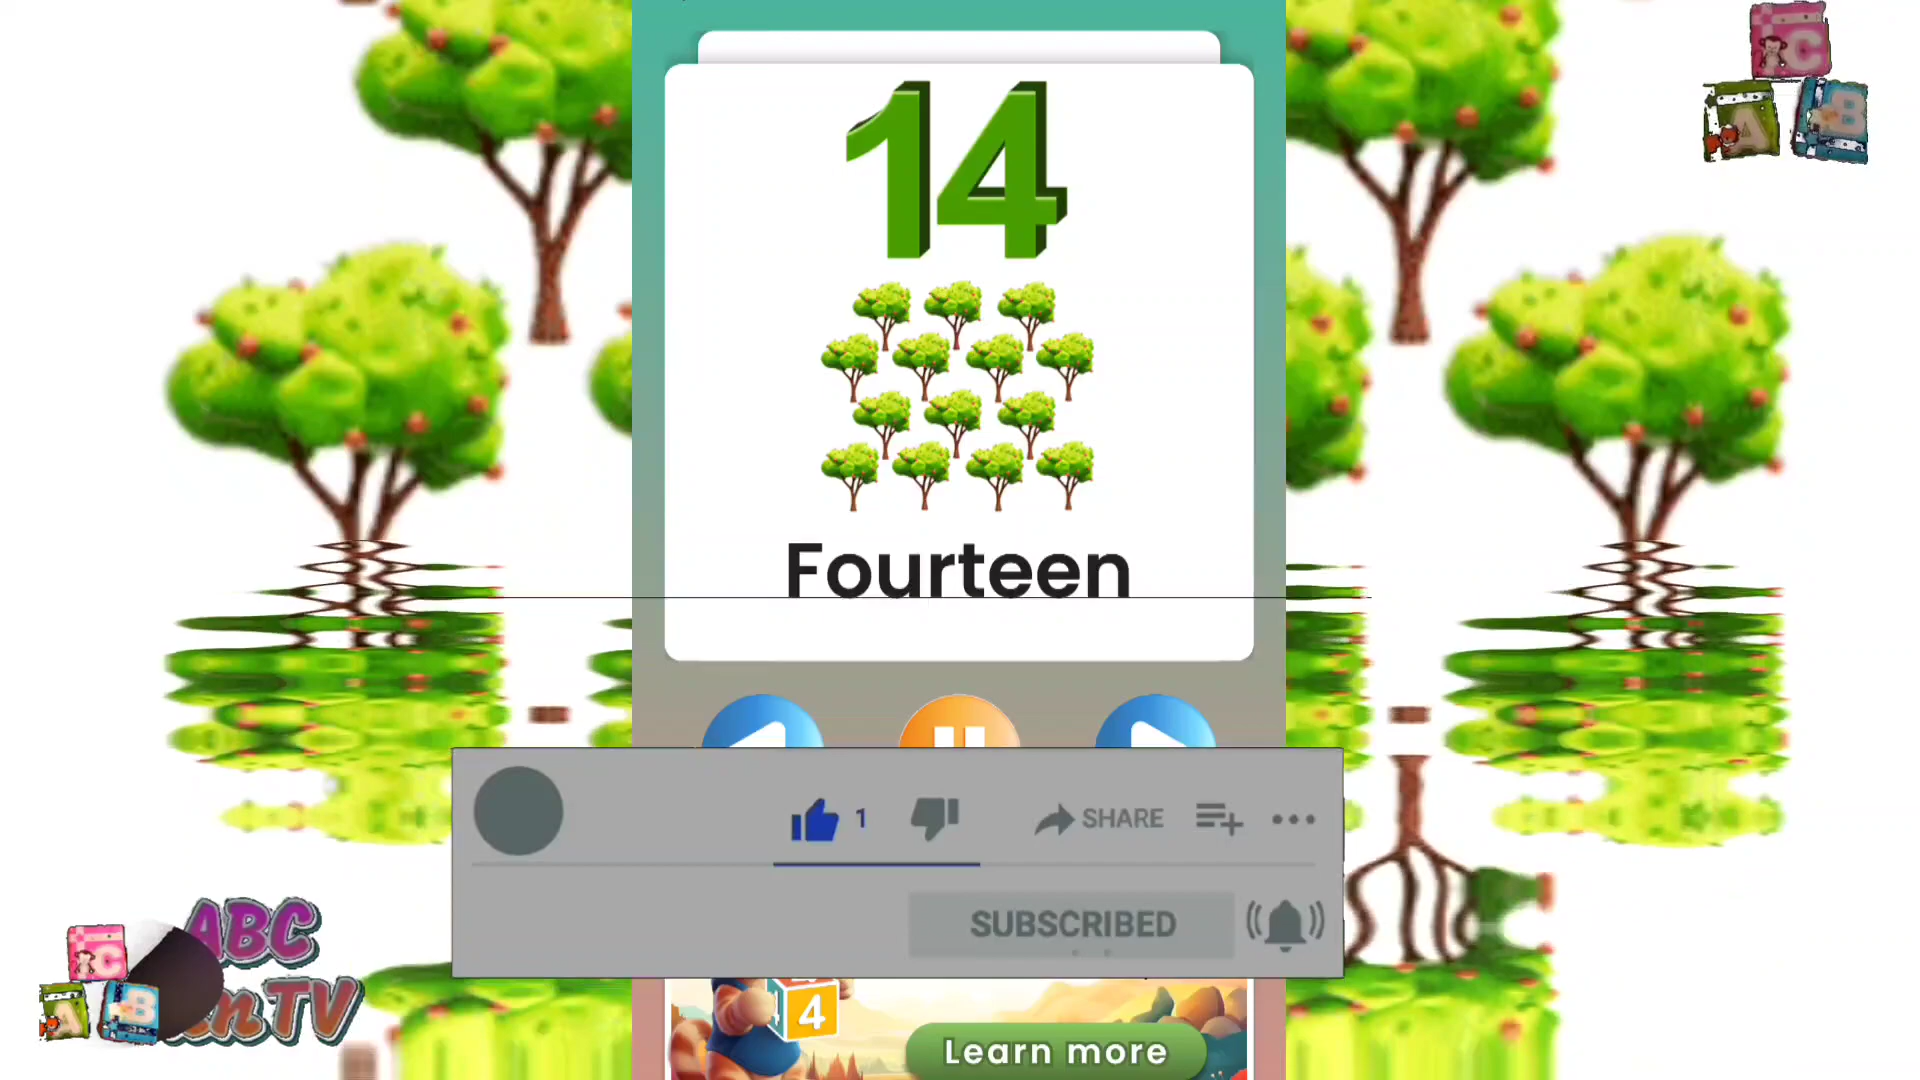 C
A B
14
Fourteen
1 SHARE
SUBSCRIBED
ABC
TV
C
A B
4
Learn more